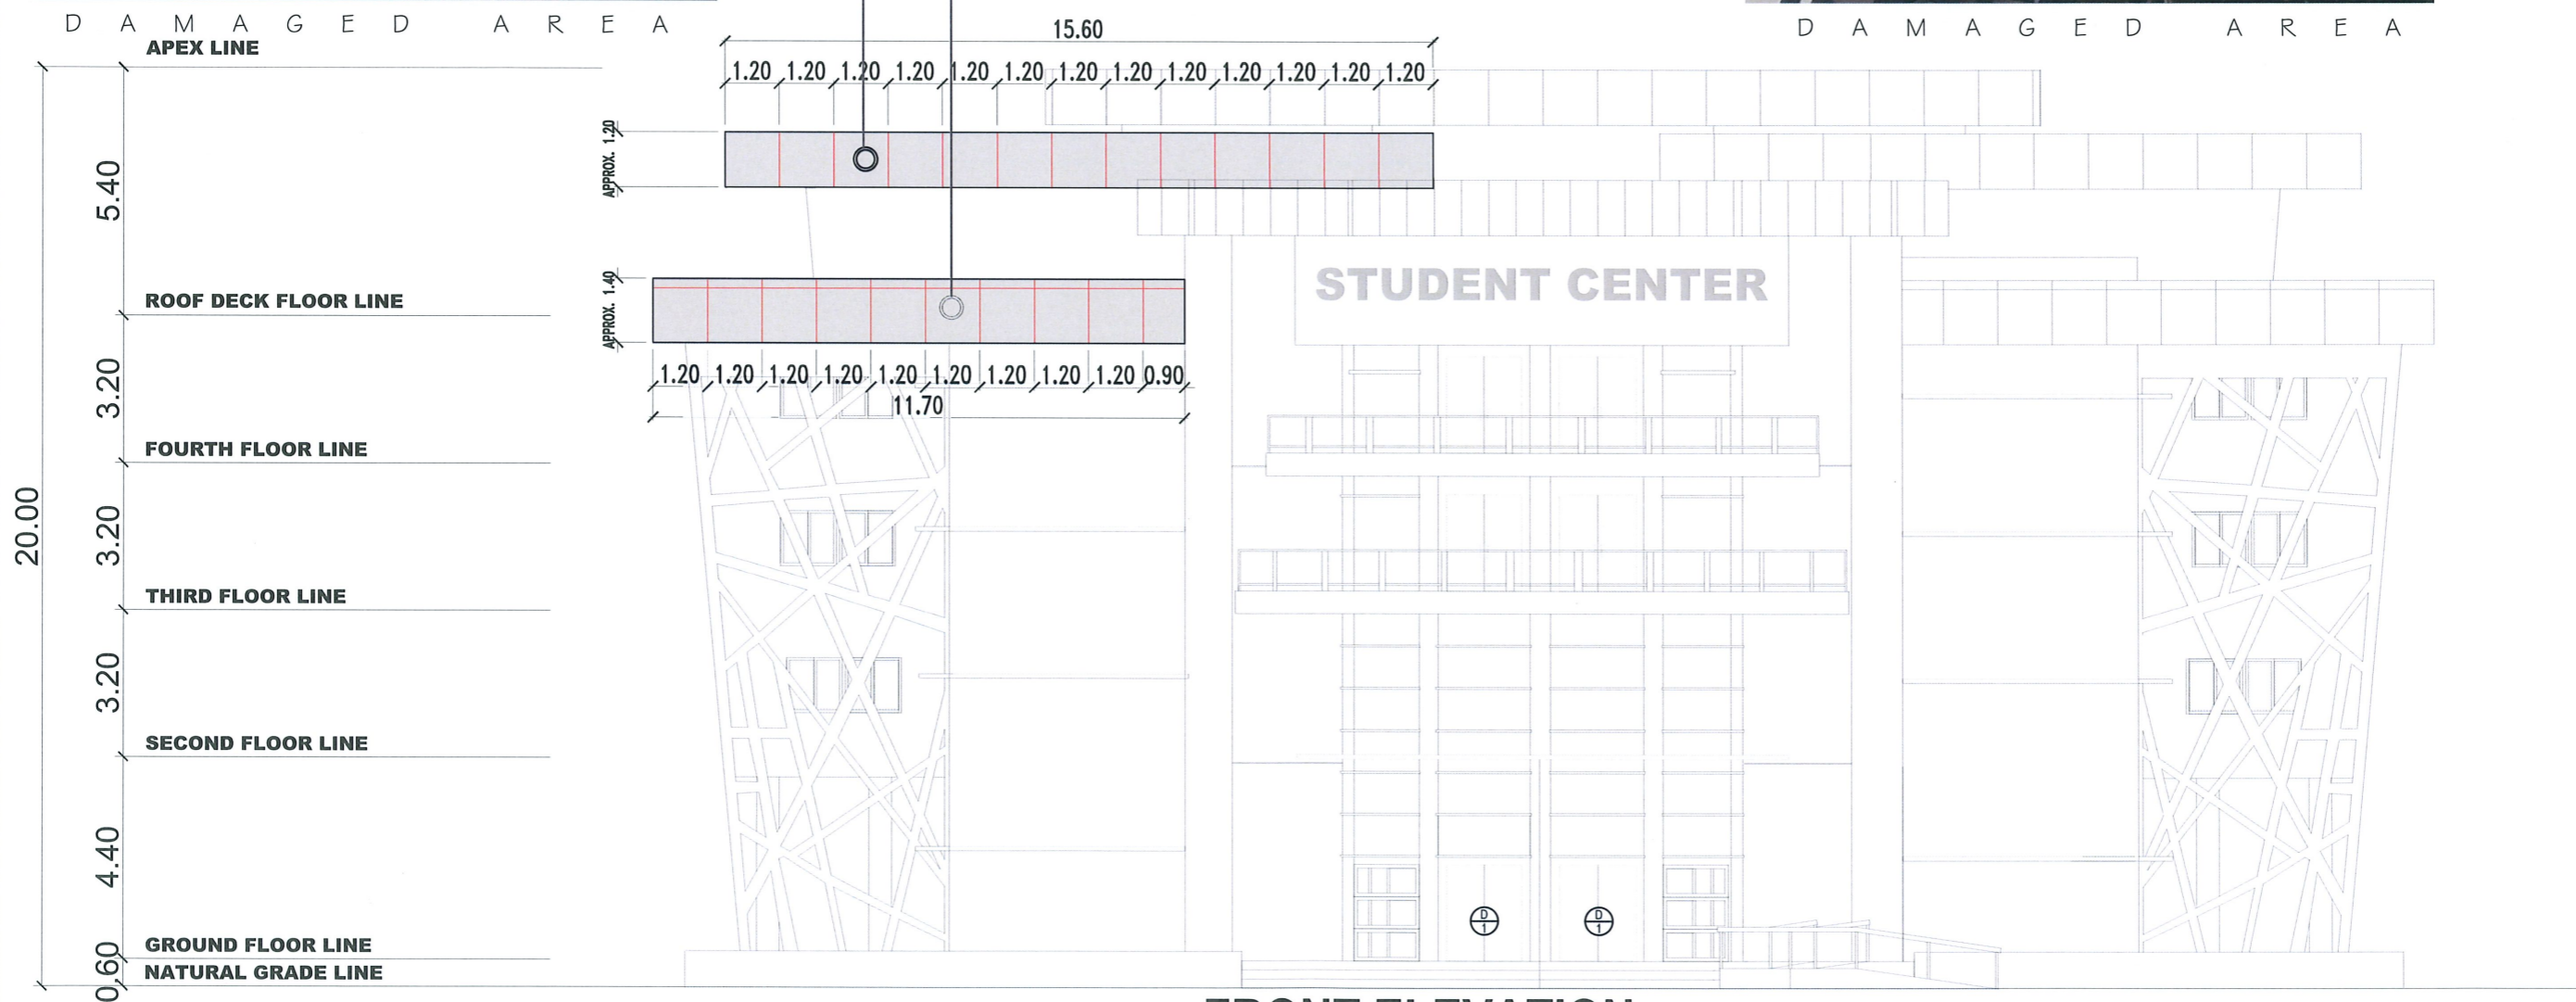 D A M A G E D A R E A
D A M A G E D A R E A
APEX LINE
15.60
1.20 1.20 1.20 1.20 1.20 1.20 1.20 1.20 1.20 1.20 1.20 1.20 1.20
APPROX. 1.20
5.40
STUDENT CENTER
APPROX. 1.40
ROOF DECK FLOOR LINE
1.20 1.20 1.20 1.20 1.20 1.20 1.20 1.20 1.20 0.90
11.70
3.20
FOURTH FLOOR LINE
20.00
3.20
THIRD FLOOR LINE
3.20
SECOND FLOOR LINE
4.40
D
1
D
1
GROUND FLOOR LINE
0.60
NATURAL GRADE LINE
FRONT ELEVATION